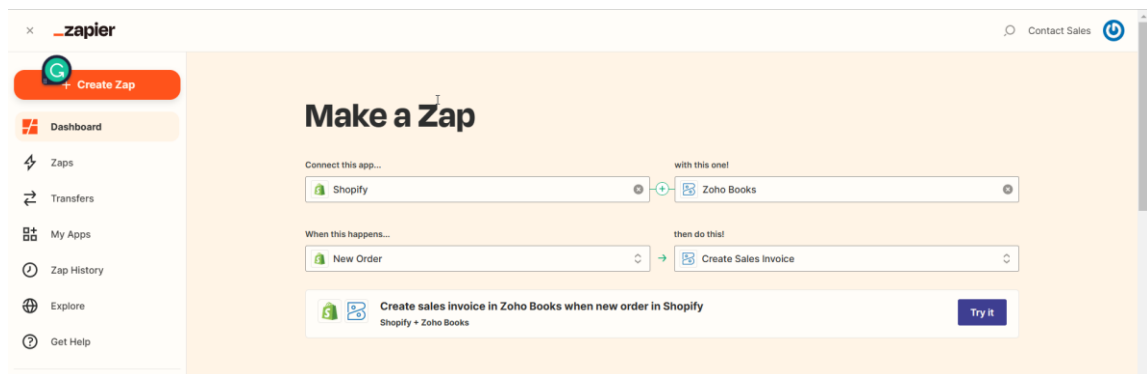 _zapier
Contact Sales
+ Create Zap
Dashboard
Zaps
Transfers
My Apps
Zap History
Explore
Get Help
Make a Zap
Connect this app... with this one!
Shopify Zoho Books
When this happens... then do this!
New Order Create Sales Invoice
Create sales invoice in Zoho Books when new order in Shopify
Shopify + Zoho Books
Try it